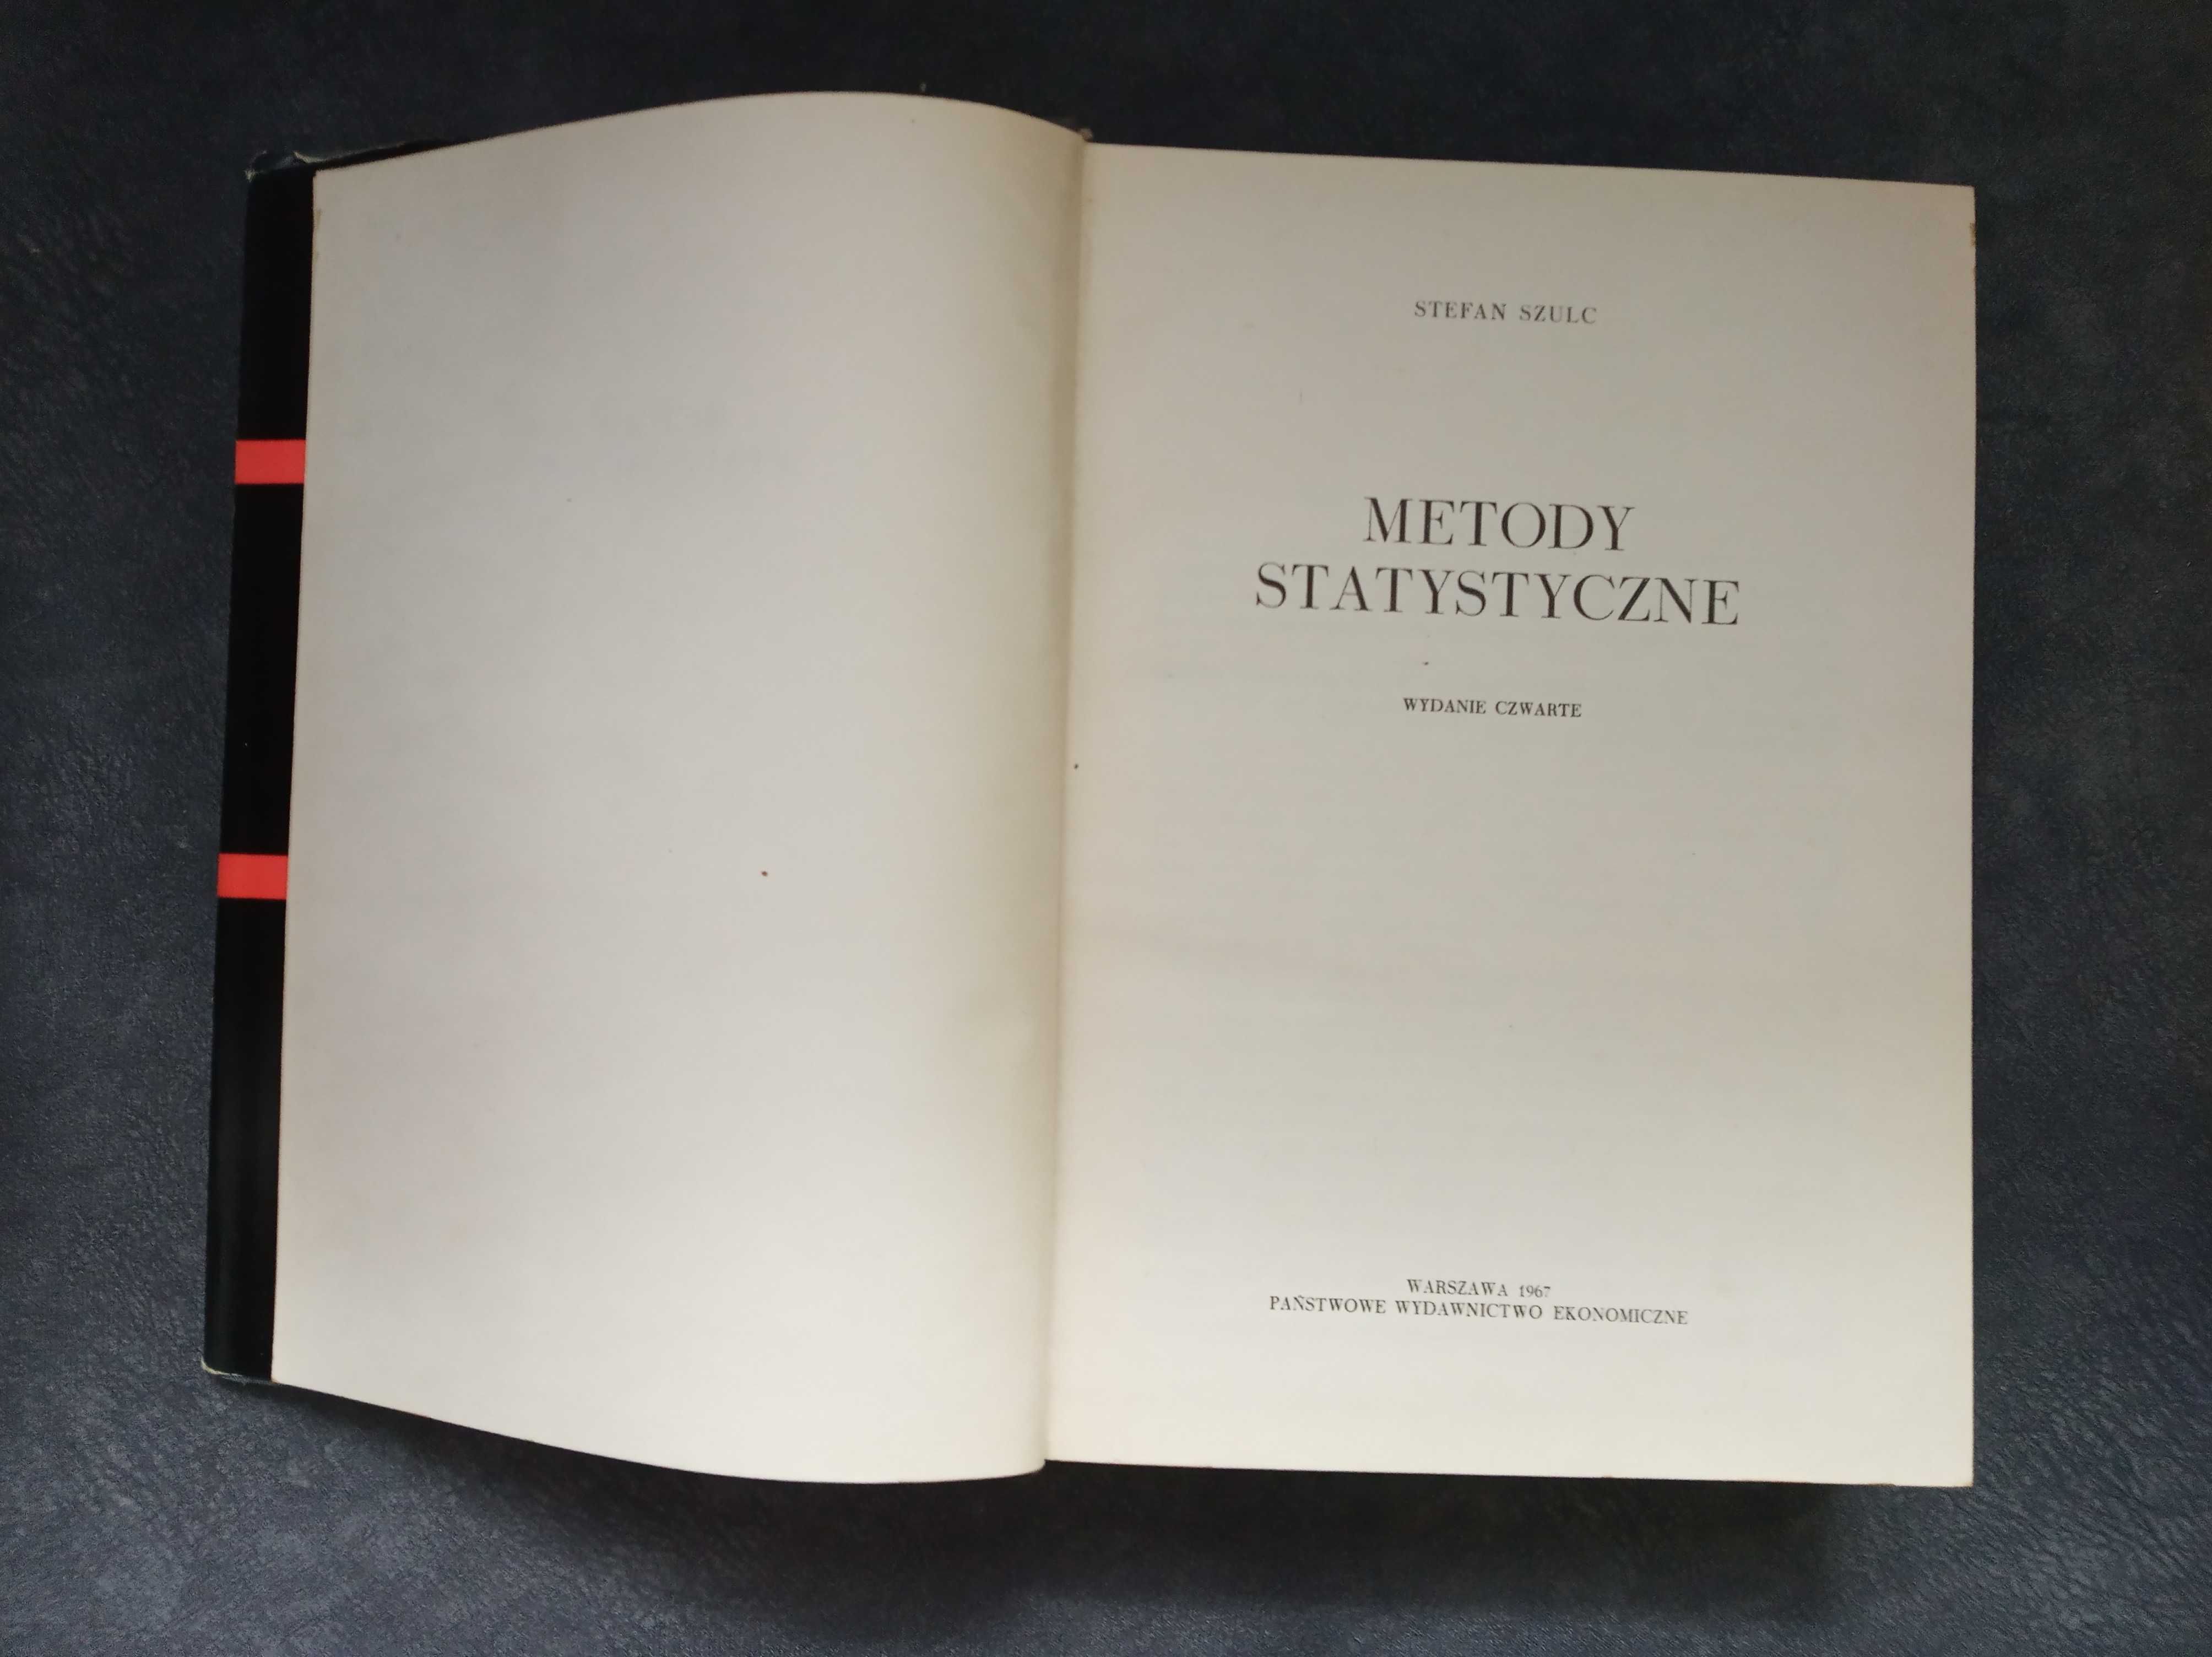 STEFAN SZULC
METODY
STATYSTYCZNE
WYDANIE CZWARTE
WARSZAWA 1967
PAŃSTWOWE WYDAWNICTWO EKONOMICZNE